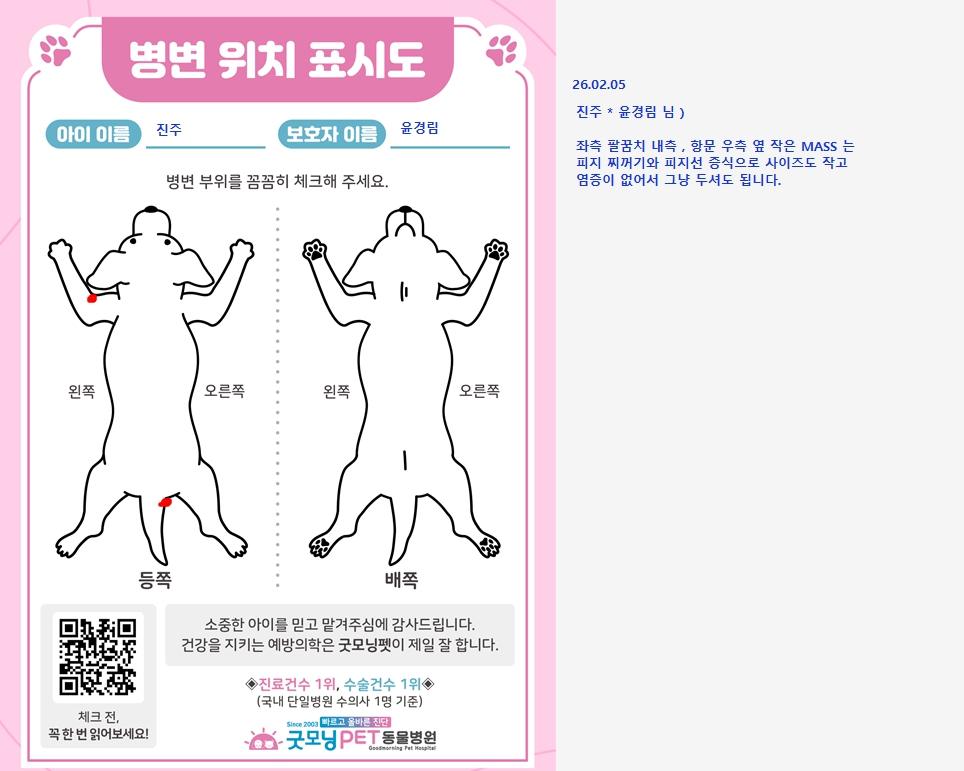 병변 위치 표시도
아이 이름 진주 보호자 이름 윤경림
병변 부위를 꼼꼼히 체크해 주세요.
왼쪽 오른쪽 왼쪽 오른쪽
등쪽 배쪽
소중한 아이를 믿고 맡겨주심에 감사드립니다.
건강을 지키는 예방의학은 굿모닝펫이 제일 잘 합니다.
체크 전,
꼭 한 번 읽어보세요!
◈진료건수 1위, 수술건수 1위◈
(국내 단일병원 수의사 1명 기준)
Since 2003 빠르고 올바른 진단
굿모닝PET동물병원
Goodmorning Pet Hospital
26.02.05
진주 * 윤경림 님 )
좌측 팔꿈치 내측 , 항문 우측 옆 작은 MASS 는
피지 찌꺼기와 피지선 증식으로 사이즈도 작고
염증이 없어서 그냥 두셔도 됩니다.